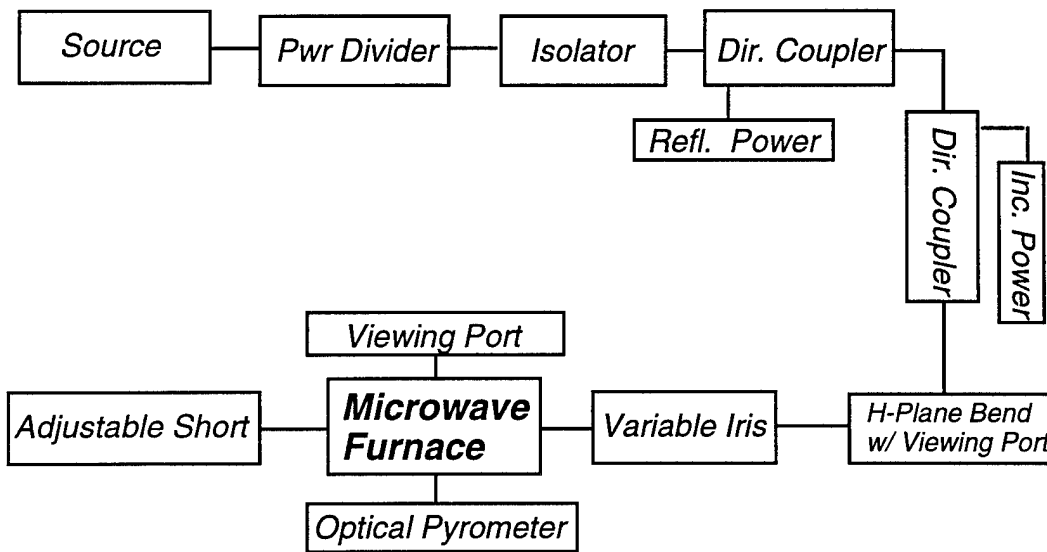 Source
Pwr Divider
Isolator
Dir. Coupler
Refl. Power
Dir. Coupler
Inc. Power
Viewing Port
Adjustable Short
Microwave
Furnace
Variable Iris
H-Plane Bend
w/ Viewing Port
Optical Pyrometer